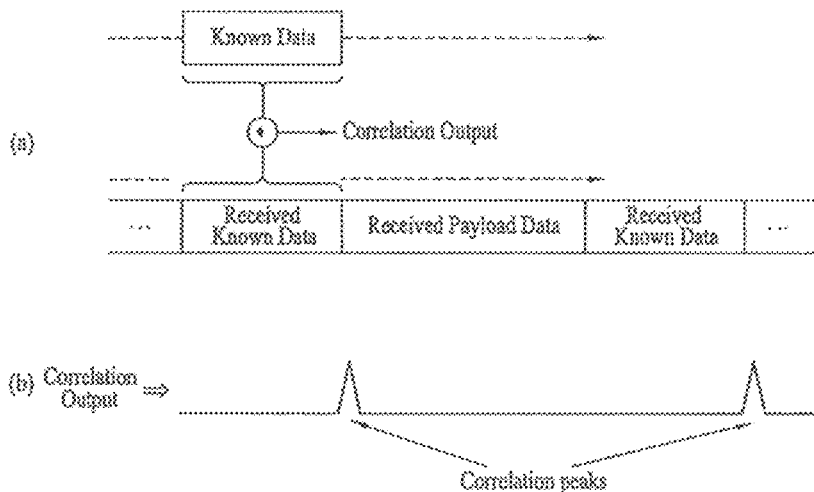 Known Data
(a)
Correlation Output
... Received Known Data Received Payload Data Received Known Data ...
(b) Correlation Output ⇒
Correlation peaks